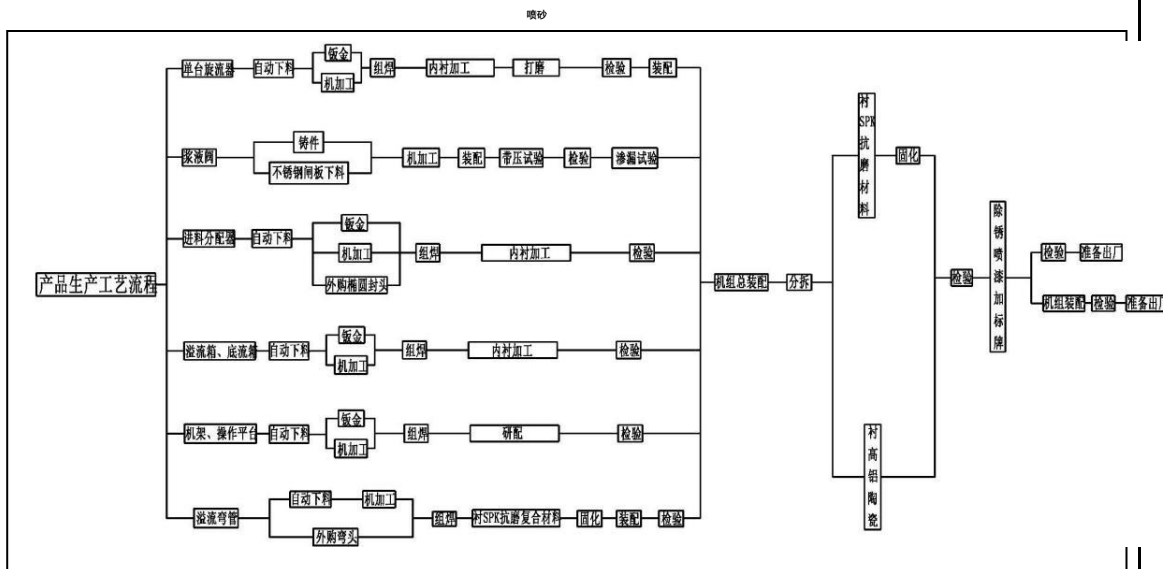 喷砂
产品生产工艺流程
单台旋流器
自动下料
钣金
机加工
组焊
内衬加工
打磨
检验
装配
浆液阀
铸件
不锈钢闸板下料
机加工
装配
带压试验
检验
渗漏试验
进料分配器
自动下料
钣金
机加工
外购椭圆封头
组焊
内衬加工
检验
溢流箱、底流箱
自动下料
钣金
机加工
组焊
内衬加工
检验
机架、操作平台
自动下料
钣金
机加工
组焊
研配
检验
溢流弯管
自动下料
机加工
外购弯头
组焊
衬SPK抗磨复合材料
固化
装配
检验
机组总装配
分拆
衬SPK抗磨材料
固化
衬高铝陶瓷
检验
除锈喷漆加标牌
检验
准备出厂
机组装配
检验
准备出厂